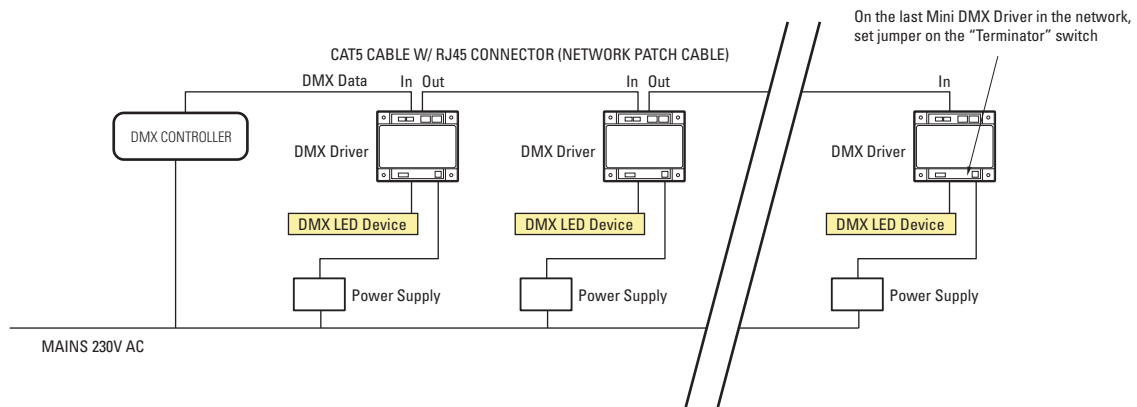 On the last Mini DMX Driver in the network,
set jumper on the “Terminator” switch
CAT5 CABLE W/ RJ45 CONNECTOR (NETWORK PATCH CABLE)
DMX Data
In Out
In Out
In
DMX CONTROLLER
DMX Driver
DMX Driver
DMX Driver
DMX LED Device
DMX LED Device
DMX LED Device
Power Supply
Power Supply
Power Supply
MAINS 230V AC